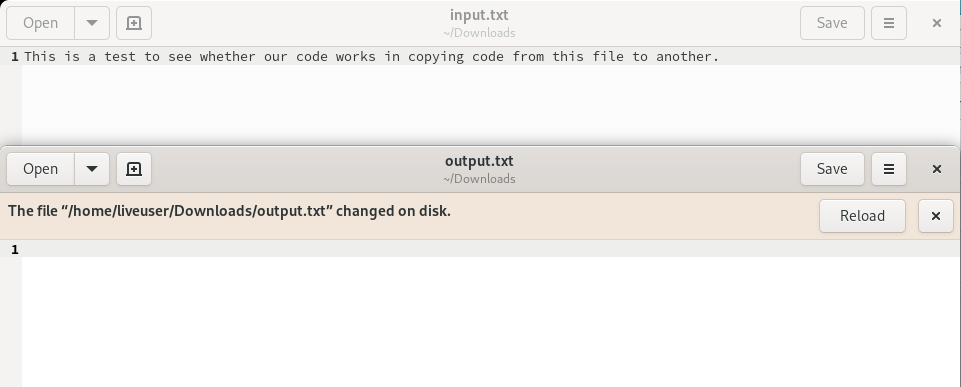 Open
input.txt
~/Downloads
Save
1 This is a test to see whether our code works in copying code from this file to another.
Open
output.txt
~/Downloads
Save
The file “/home/liveuser/Downloads/output.txt” changed on disk.
Reload
1